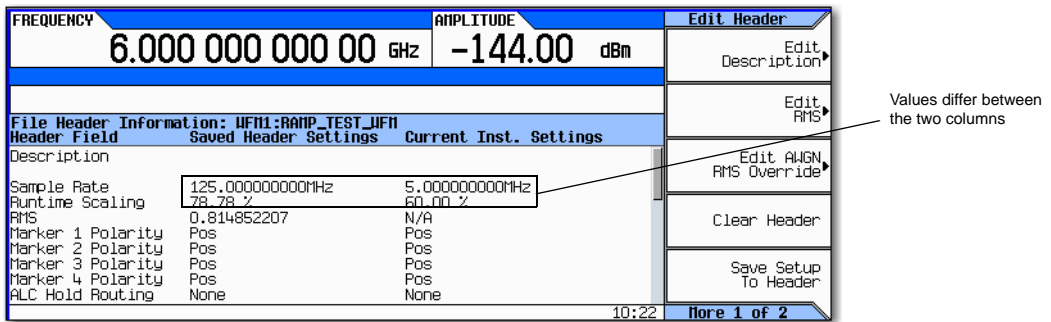 FREQUENCY
AMPLITUDE
6.000 000 000 00 GHz
-144.00 dBm
File Header Information: WFM1:RAMP_TEST_WFM
Header Field Saved Header Settings Current Inst. Settings
Description
Sample Rate 125.000000000MHz 5.000000000MHz
Runtime Scaling 78.78 % 60.00 %
RMS 0.814852207 N/A
Marker 1 Polarity Pos Pos
Marker 2 Polarity Pos Pos
Marker 3 Polarity Pos Pos
Marker 4 Polarity Pos Pos
ALC Hold Routing None None
10:22
Edit Header
Edit
Description
Edit
RMS
Edit AWGN
RMS Override
Clear Header
Save Setup
To Header
More 1 of 2
Values differ between
the two columns